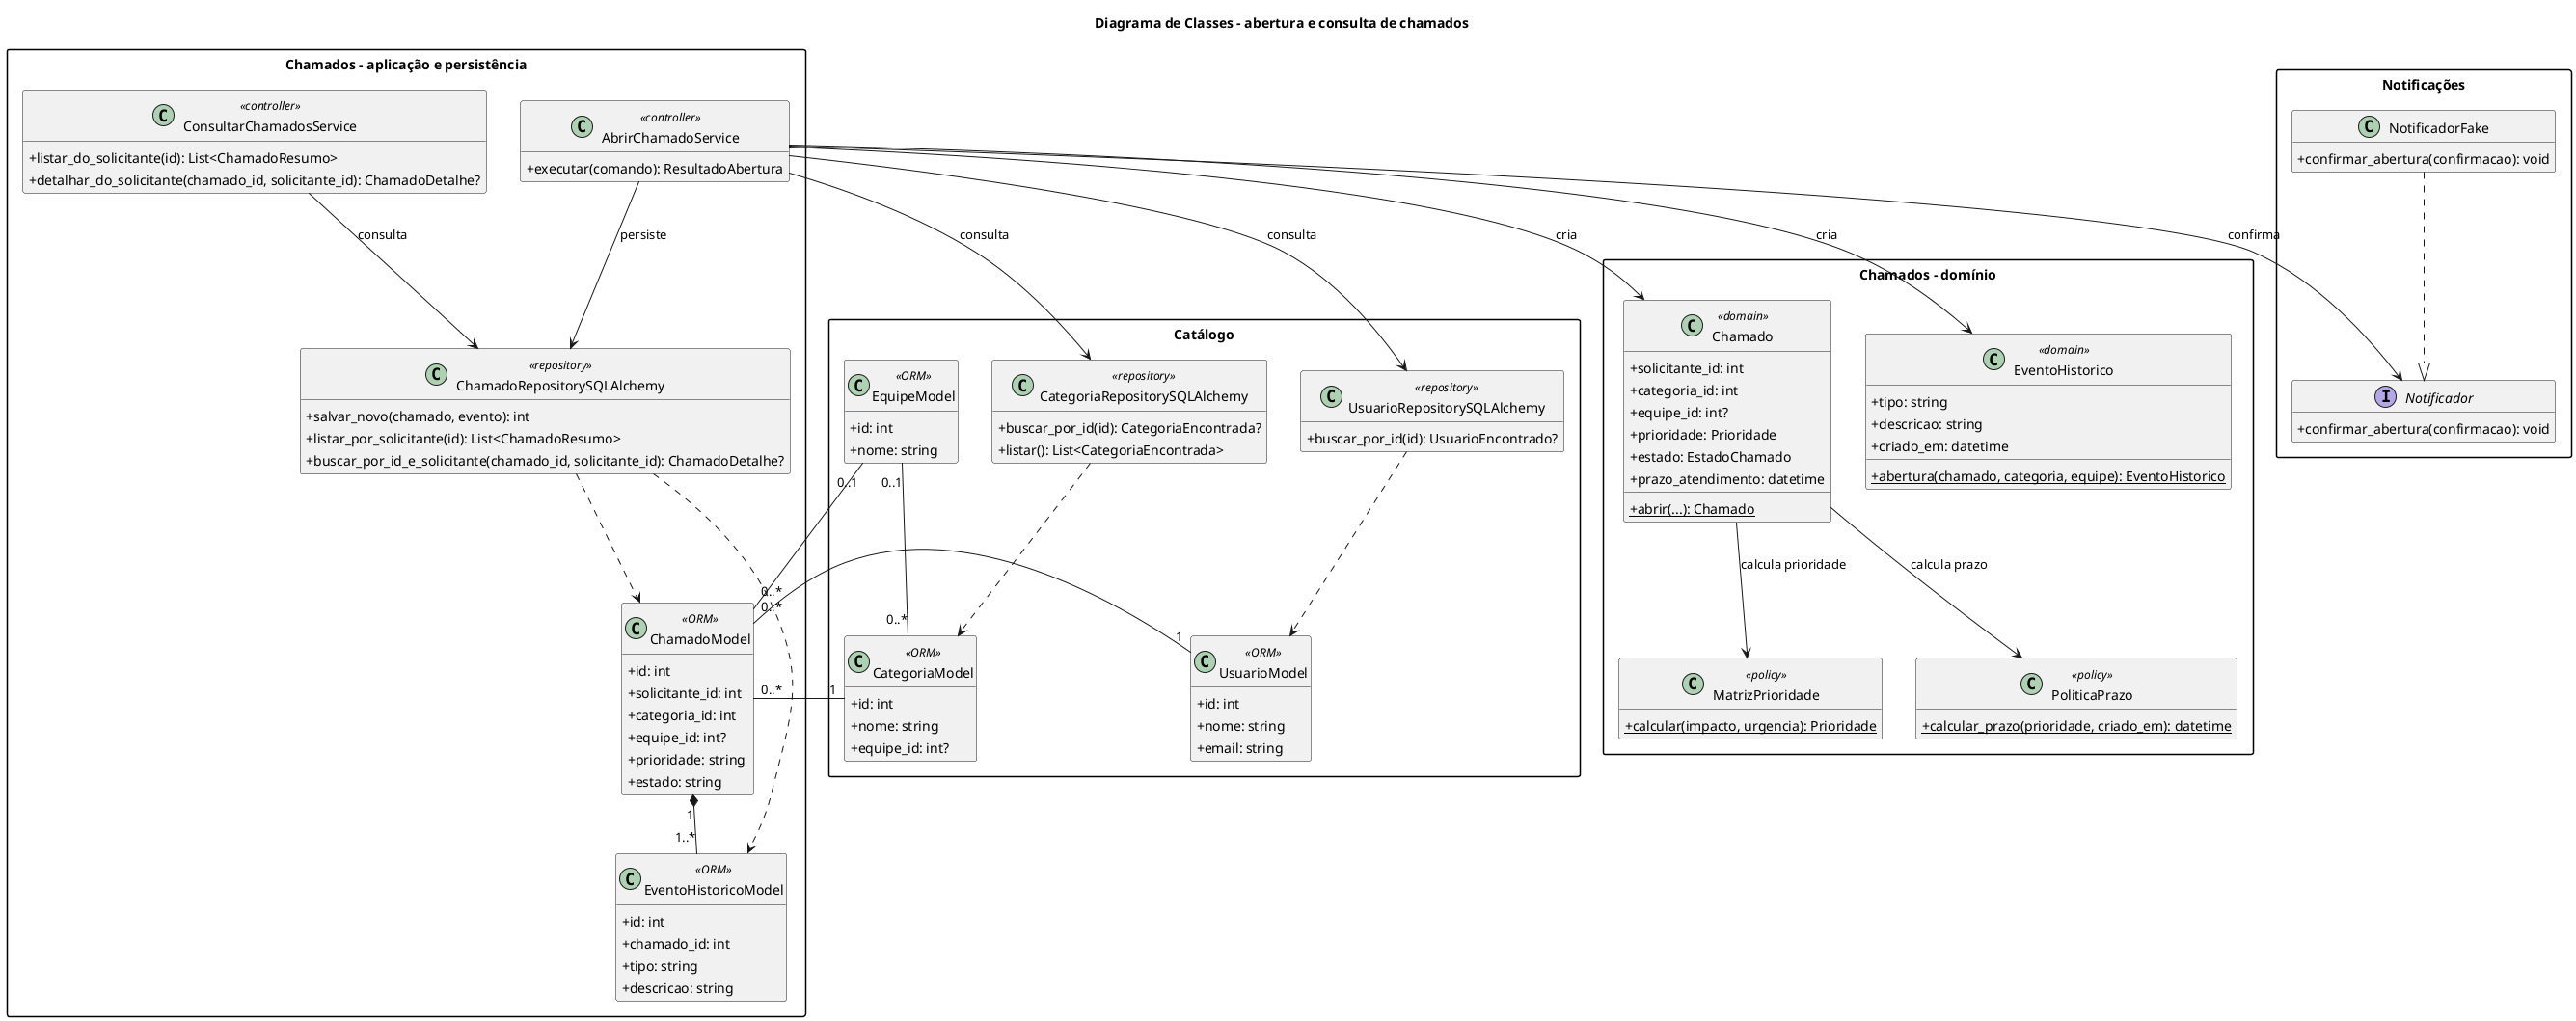 Diagrama de Classes - abertura e consulta de chamados
Chamados - aplicação e persistência
«controller»
ConsultarChamadosService
+listar_do_solicitante(id): List<ChamadoResumo>
+detalhar_do_solicitante(chamado_id, solicitante_id): ChamadoDetalhe?
«controller»
AbrirChamadoService
+executar(comando): ResultadoAbertura
consulta
persiste
consulta
consulta
cria
cria
confirma
«repository»
ChamadoRepositorySQLAlchemy
+salvar_novo(chamado, evento): int
+listar_por_solicitante(id): List<ChamadoResumo>
+buscar_por_id_e_solicitante(chamado_id, solicitante_id): ChamadoDetalhe?
«ORM»
ChamadoModel
+id: int
+solicitante_id: int
+categoria_id: int
+equipe_id: int?
+prioridade: string
+estado: string
1
1..*
«ORM»
EventoHistoricoModel
+id: int
+chamado_id: int
+tipo: string
+descricao: string
Catálogo
«ORM»
EquipeModel
+id: int
+nome: string
0..1
0..1
0..*
0..*
0..*
0..*
1
1
«repository»
CategoriaRepositorySQLAlchemy
+buscar_por_id(id): CategoriaEncontrada?
+listar(): List<CategoriaEncontrada>
«repository»
UsuarioRepositorySQLAlchemy
+buscar_por_id(id): UsuarioEncontrado?
«ORM»
CategoriaModel
+id: int
+nome: string
+equipe_id: int?
«ORM»
UsuarioModel
+id: int
+nome: string
+email: string
Chamados - domínio
«domain»
Chamado
+solicitante_id: int
+categoria_id: int
+equipe_id: int?
+prioridade: Prioridade
+estado: EstadoChamado
+prazo_atendimento: datetime
+abrir(...): Chamado
«domain»
EventoHistorico
+tipo: string
+descricao: string
+criado_em: datetime
+abertura(chamado, categoria, equipe): EventoHistorico
calcula prioridade
calcula prazo
«policy»
MatrizPrioridade
+calcular(impacto, urgencia): Prioridade
«policy»
PoliticaPrazo
+calcular_prazo(prioridade, criado_em): datetime
Notificações
NotificadorFake
+confirmar_abertura(confirmacao): void
Notificador
+confirmar_abertura(confirmacao): void